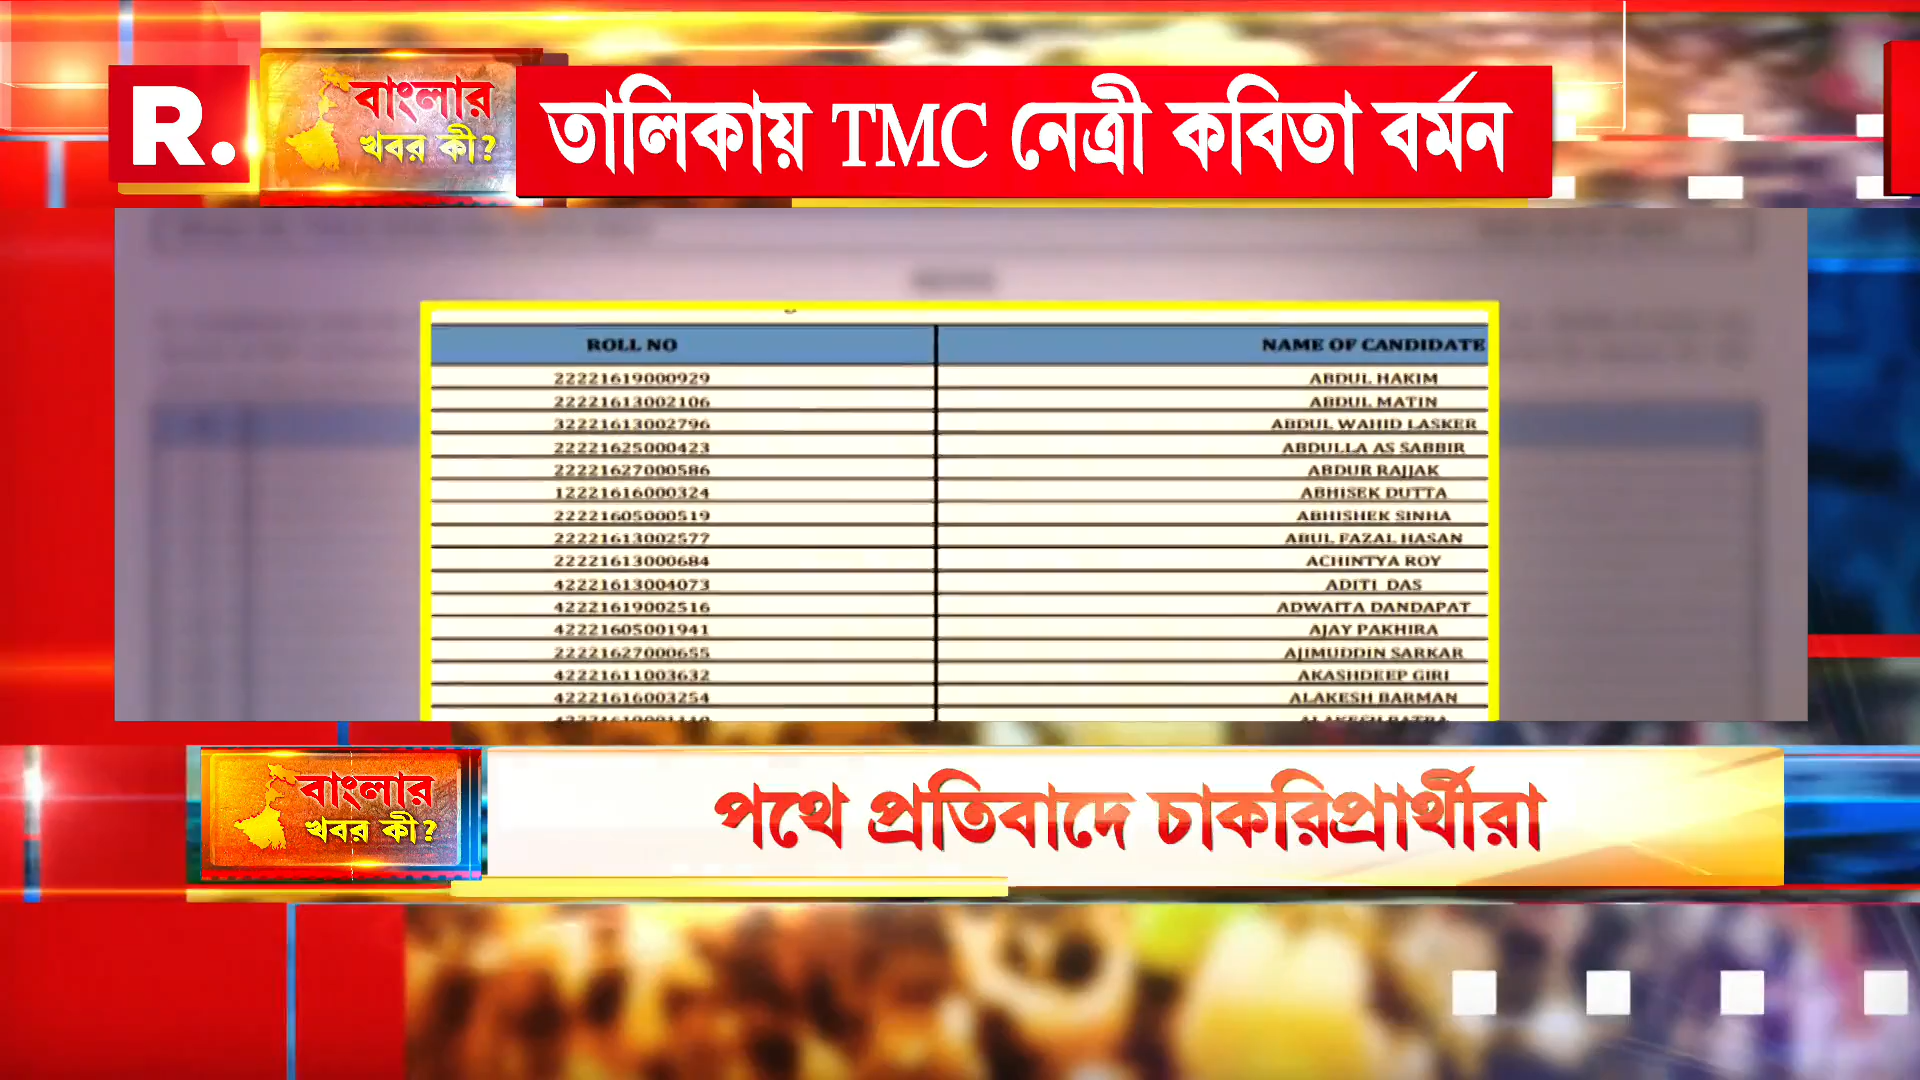 R.
বাংলার
খবর কী?
তালিকায় TMC নেত্রী কবিতা বর্মন
ROLL NO NAME OF CANDIDATE
22221619000929 ABDUL HAKIM
22221613002106 ABDUL MATIN
32221613002796 ABDUL WAHID LASKER
22221625000423 ABDULLA AS SABBIR
22221627000586 ABDUR RAJJAK
12221616000324 ABHISEK DUTTA
22221605000519 ABHISHEK SINHA
22221613002577 ABUL FAZAL HASAN
22221613000684 ACHINTYA ROY
42221613004073 ADITI DAS
42221619002516 ADWAITA DANDAPAT
42221605001941 AJAY PAKHIRA
22221627000655 AJIMUDDIN SARKAR
42221611003632 AKASHDEEP GIRI
42221616003254 ALAKESH BARMAN
বাংলার
খবর কী?
পথে প্রতিবাদে চাকরিপ্রার্থীরা